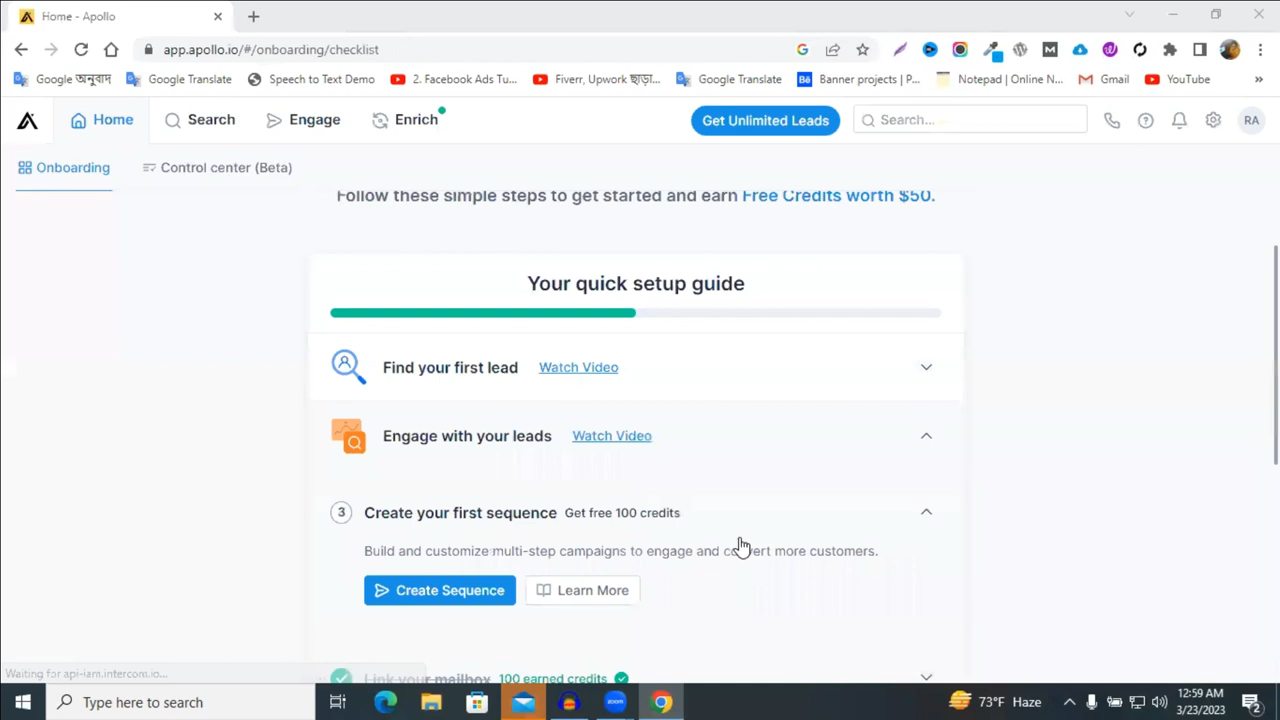 Home - Apollo
app.apollo.io/#/onboarding/checklist
Google অনুবাদ Google Translate Speech to Text Demo 2. Facebook Ads Tu... Fiverr, Upwork ছাড়া... Google Translate Banner projects | P... Notepad | Online N... Gmail YouTube »
Home Search Engage Enrich Get Unlimited Leads Search... RA
Onboarding Control center (Beta)
Follow these simple steps to get started and earn Free Credits worth $50.
Your quick setup guide
Find your first lead Watch Video
Engage with your leads Watch Video
3 Create your first sequence Get free 100 credits
Build and customize multi-step campaigns to engage and convert more customers.
Create Sequence Learn More
Link your mailbox 100 earned credits
Waiting for api-iam.intercom.io...
Type here to search zoom 73°F Haze 12:59 AM
3/23/2023 2